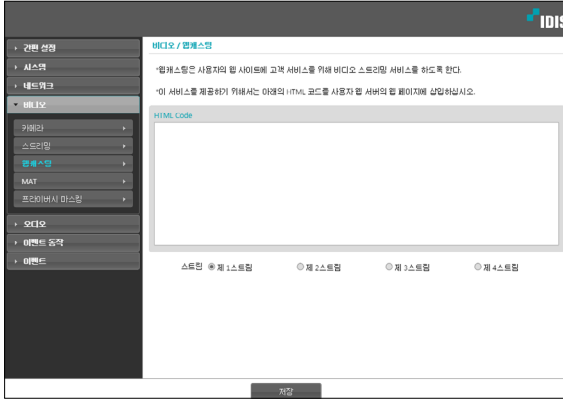 IDIS
간편 설정
시스템
네트워크
비디오
카메라
스트리밍
웹캐스팅
MAT
프라이버시 마스킹
오디오
이벤트 동작
이벤트
비디오 / 웹캐스팅
*웹캐스팅은 사용자의 웹 사이트에 고객 서비스를 위해 비디오 스트리밍 서비스를 하도록 한다.
*이 서비스를 제공하기 위해서는 아래의 HTML 코드를 사용자 웹 서버의 웹 페이지에 삽입하십시오.
HTML Code
스트림 제 1스트림 제 2스트림 제 3스트림 제 4스트림
저장